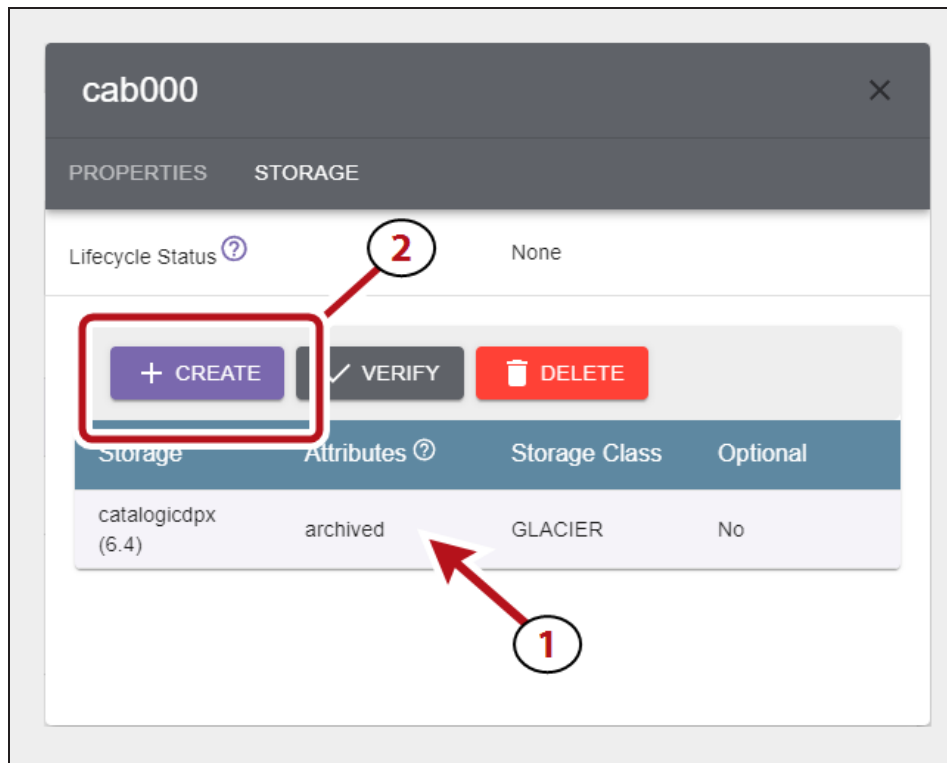 cab000
PROPERTIES STORAGE
Lifecycle Status ? 2 None
+ CREATE VERIFY DELETE
Storage Attributes ? Storage Class Optional
catalogicdpx
(6.4) archived GLACIER No
1